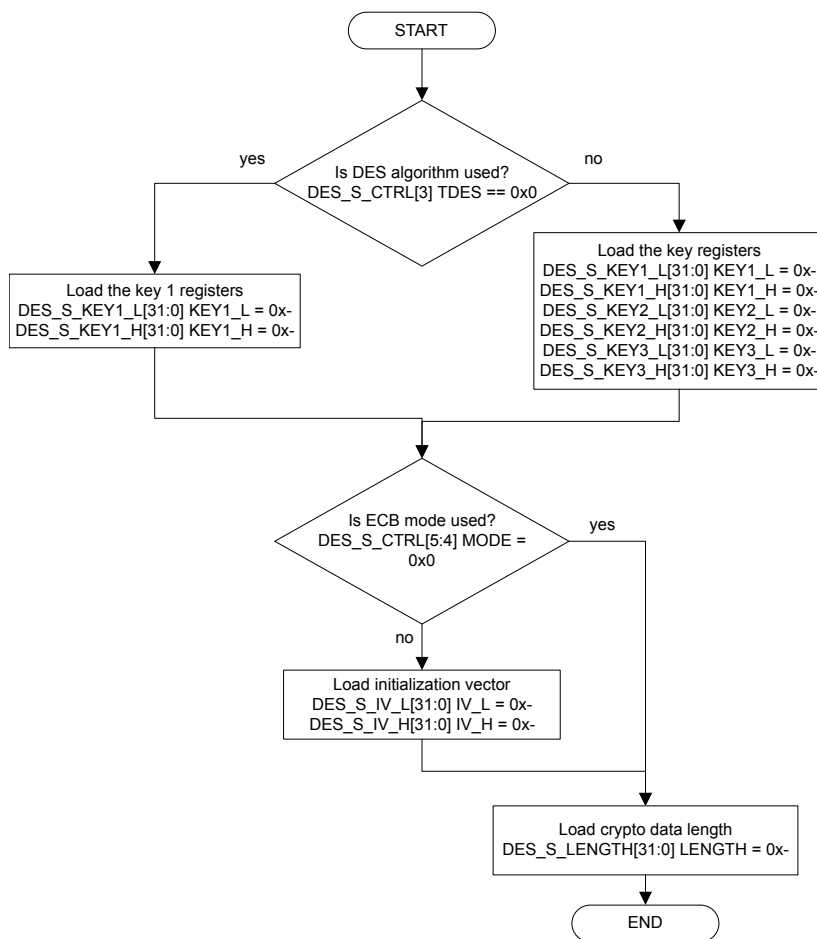 START
yes
Is DES algorithm used?
DES_S_CTRL[3] TDES == 0x0
no
Load the key 1 registers
DES_S_KEY1_L[31:0] KEY1_L = 0x-
DES_S_KEY1_H[31:0] KEY1_H = 0x-
Load the key registers
DES_S_KEY1_L[31:0] KEY1_L = 0x-
DES_S_KEY1_H[31:0] KEY1_H = 0x-
DES_S_KEY2_L[31:0] KEY2_L = 0x-
DES_S_KEY2_H[31:0] KEY2_H = 0x-
DES_S_KEY3_L[31:0] KEY3_L = 0x-
DES_S_KEY3_H[31:0] KEY3_H = 0x-
Is ECB mode used?
DES_S_CTRL[5:4] MODE =
0x0
yes
no
Load initialization vector
DES_S_IV_L[31:0] IV_L = 0x-
DES_S_IV_H[31:0] IV_H = 0x-
Load crypto data length
DES_S_LENGTH[31:0] LENGTH = 0x-
END